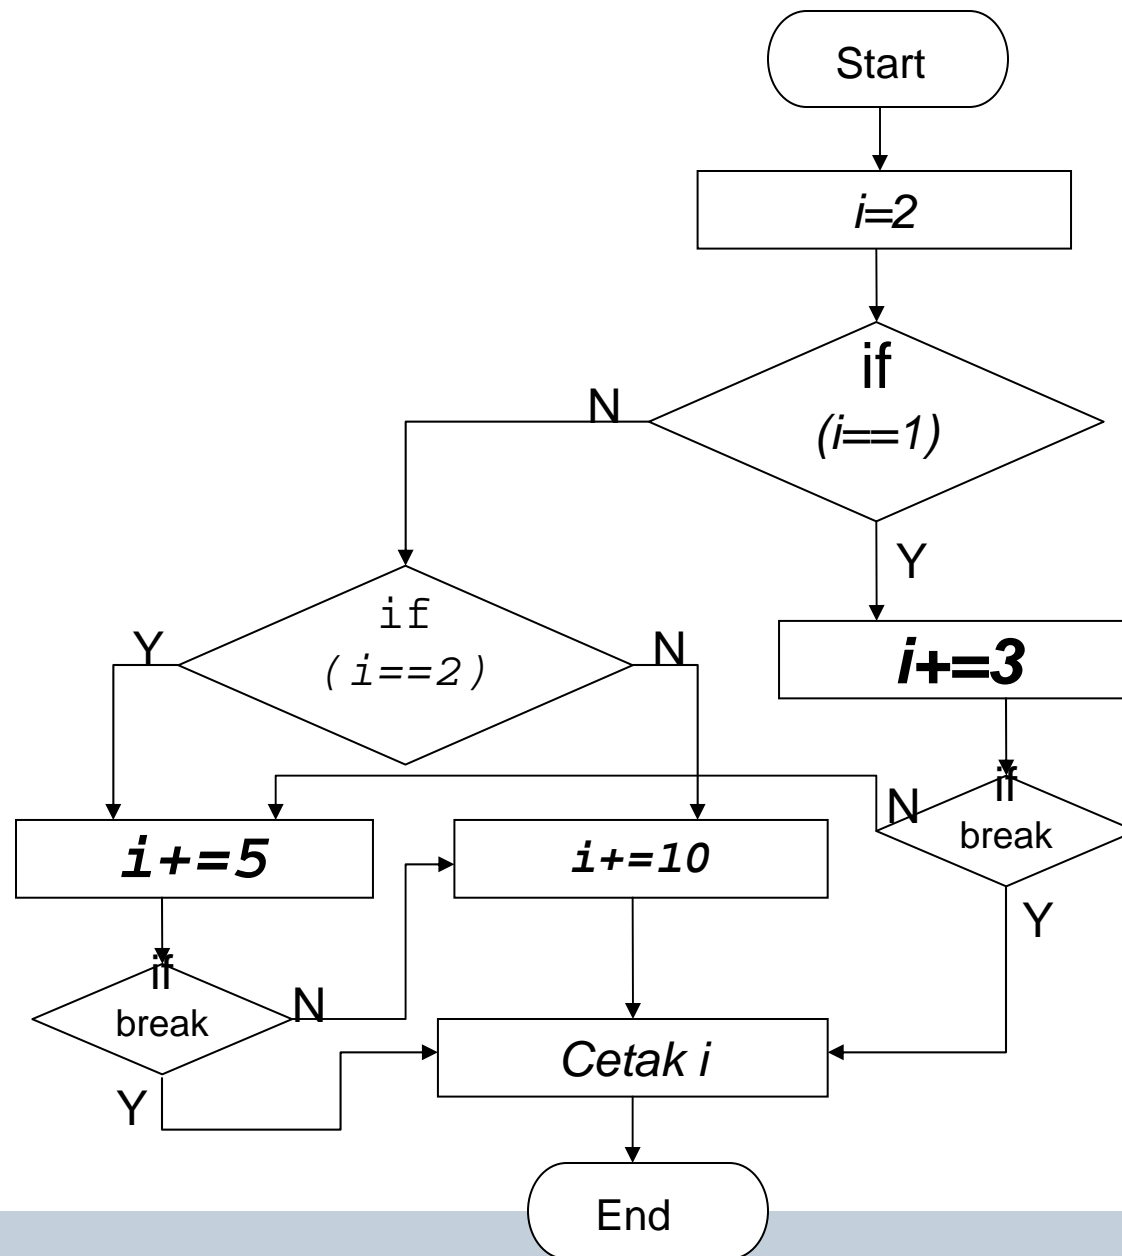 Start
i=2
if
(i==1)
N
Y
if
(i==2)
Y
N
i+=3
if
break
N
Y
i+=5
i+=10
if
break
N
Y
Cetak i
End